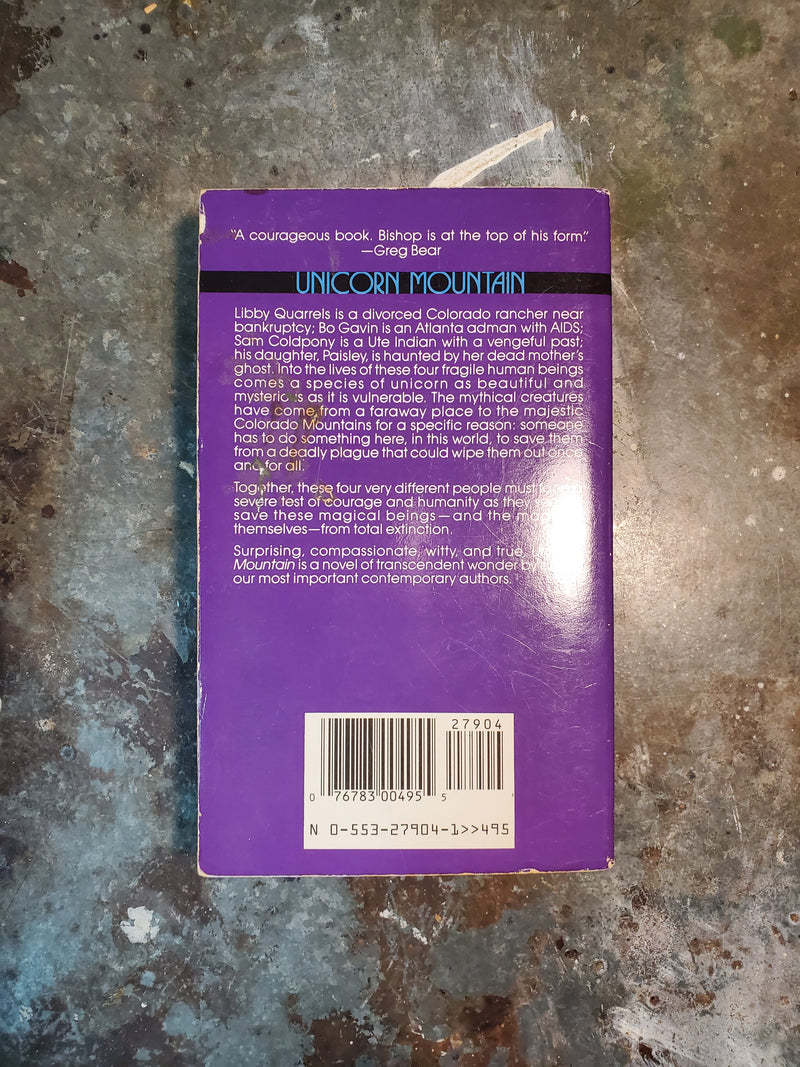 "A courageous book. Bishop is at the top of his form."
—Greg Bear
UNICORN MOUNTAIN
Libby Quarrels is a divorced Colorado rancher near
bankruptcy; Bo Gavin is an Atlanta adman with AIDS;
Sam Coldpony is a Ute Indian with a vengeful past;
his daughter, Paisley, is haunted by her dead mother's
ghost. Into the lives of these four fragile human beings
comes a species of unicorn as beautiful and
mysteric is as it is vulnerable. The mythical creatures
have come from a faraway place to the majestic
Colorado Mountains for a specific reason: someone
has to do something here, in this world, to save them
from a deadly plague that could wipe them out once
and for all.
Together, these four very different people must
severe test of courage and humanity as they
save these magical beings—and the
themselves—from total extinction.
Surprising, compassionate, witty, and true,
Mountain is a novel of transcendent wonder by
our most important contemporary authors.
27904
0 76783 00495 5
N 0-553-27904-1>>495